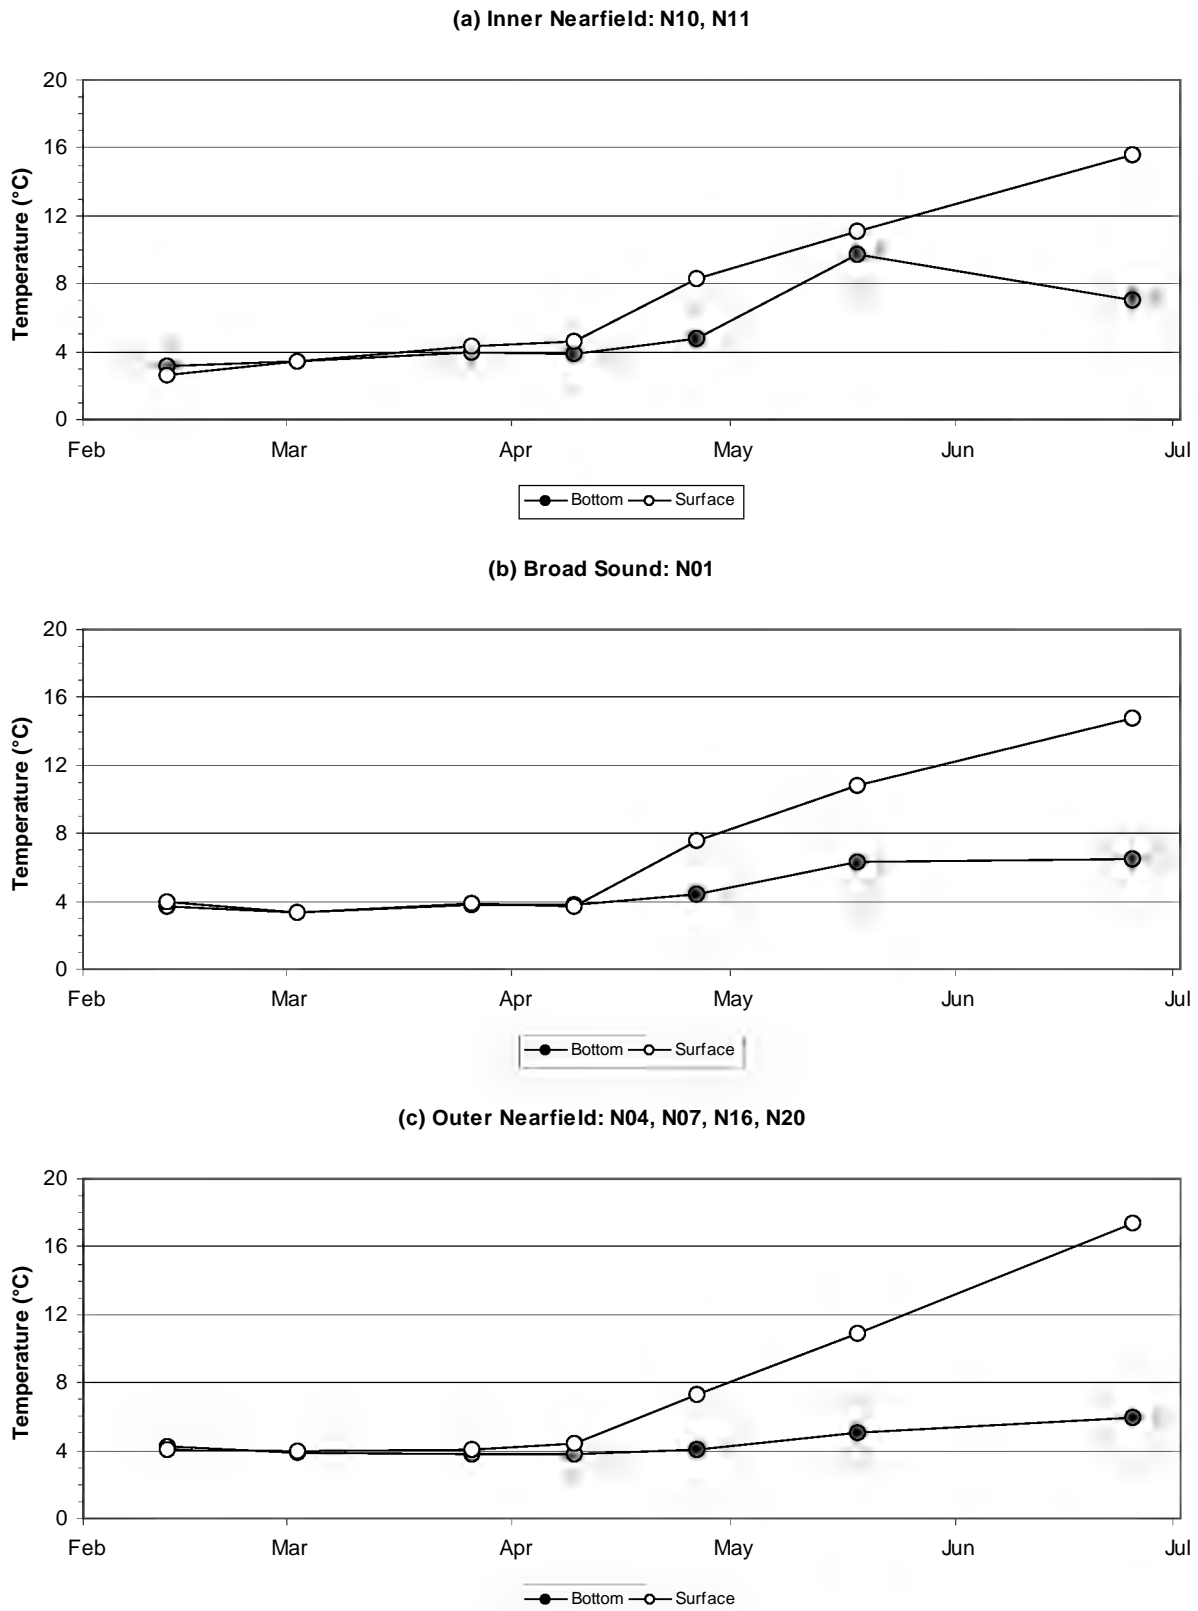 (a) Inner Nearfield: N10, N11
20
16
12
8
4
0
Temperature (°C)
Feb Mar Apr May Jun Jul
Bottom Surface
(b) Broad Sound: N01
20
16
12
8
4
0
Temperature (°C)
Feb Mar Apr May Jun Jul
Bottom Surface
(c) Outer Nearfield: N04, N07, N16, N20
20
16
12
8
4
0
Temperature (°C)
Feb Mar Apr May Jun Jul
Bottom Surface